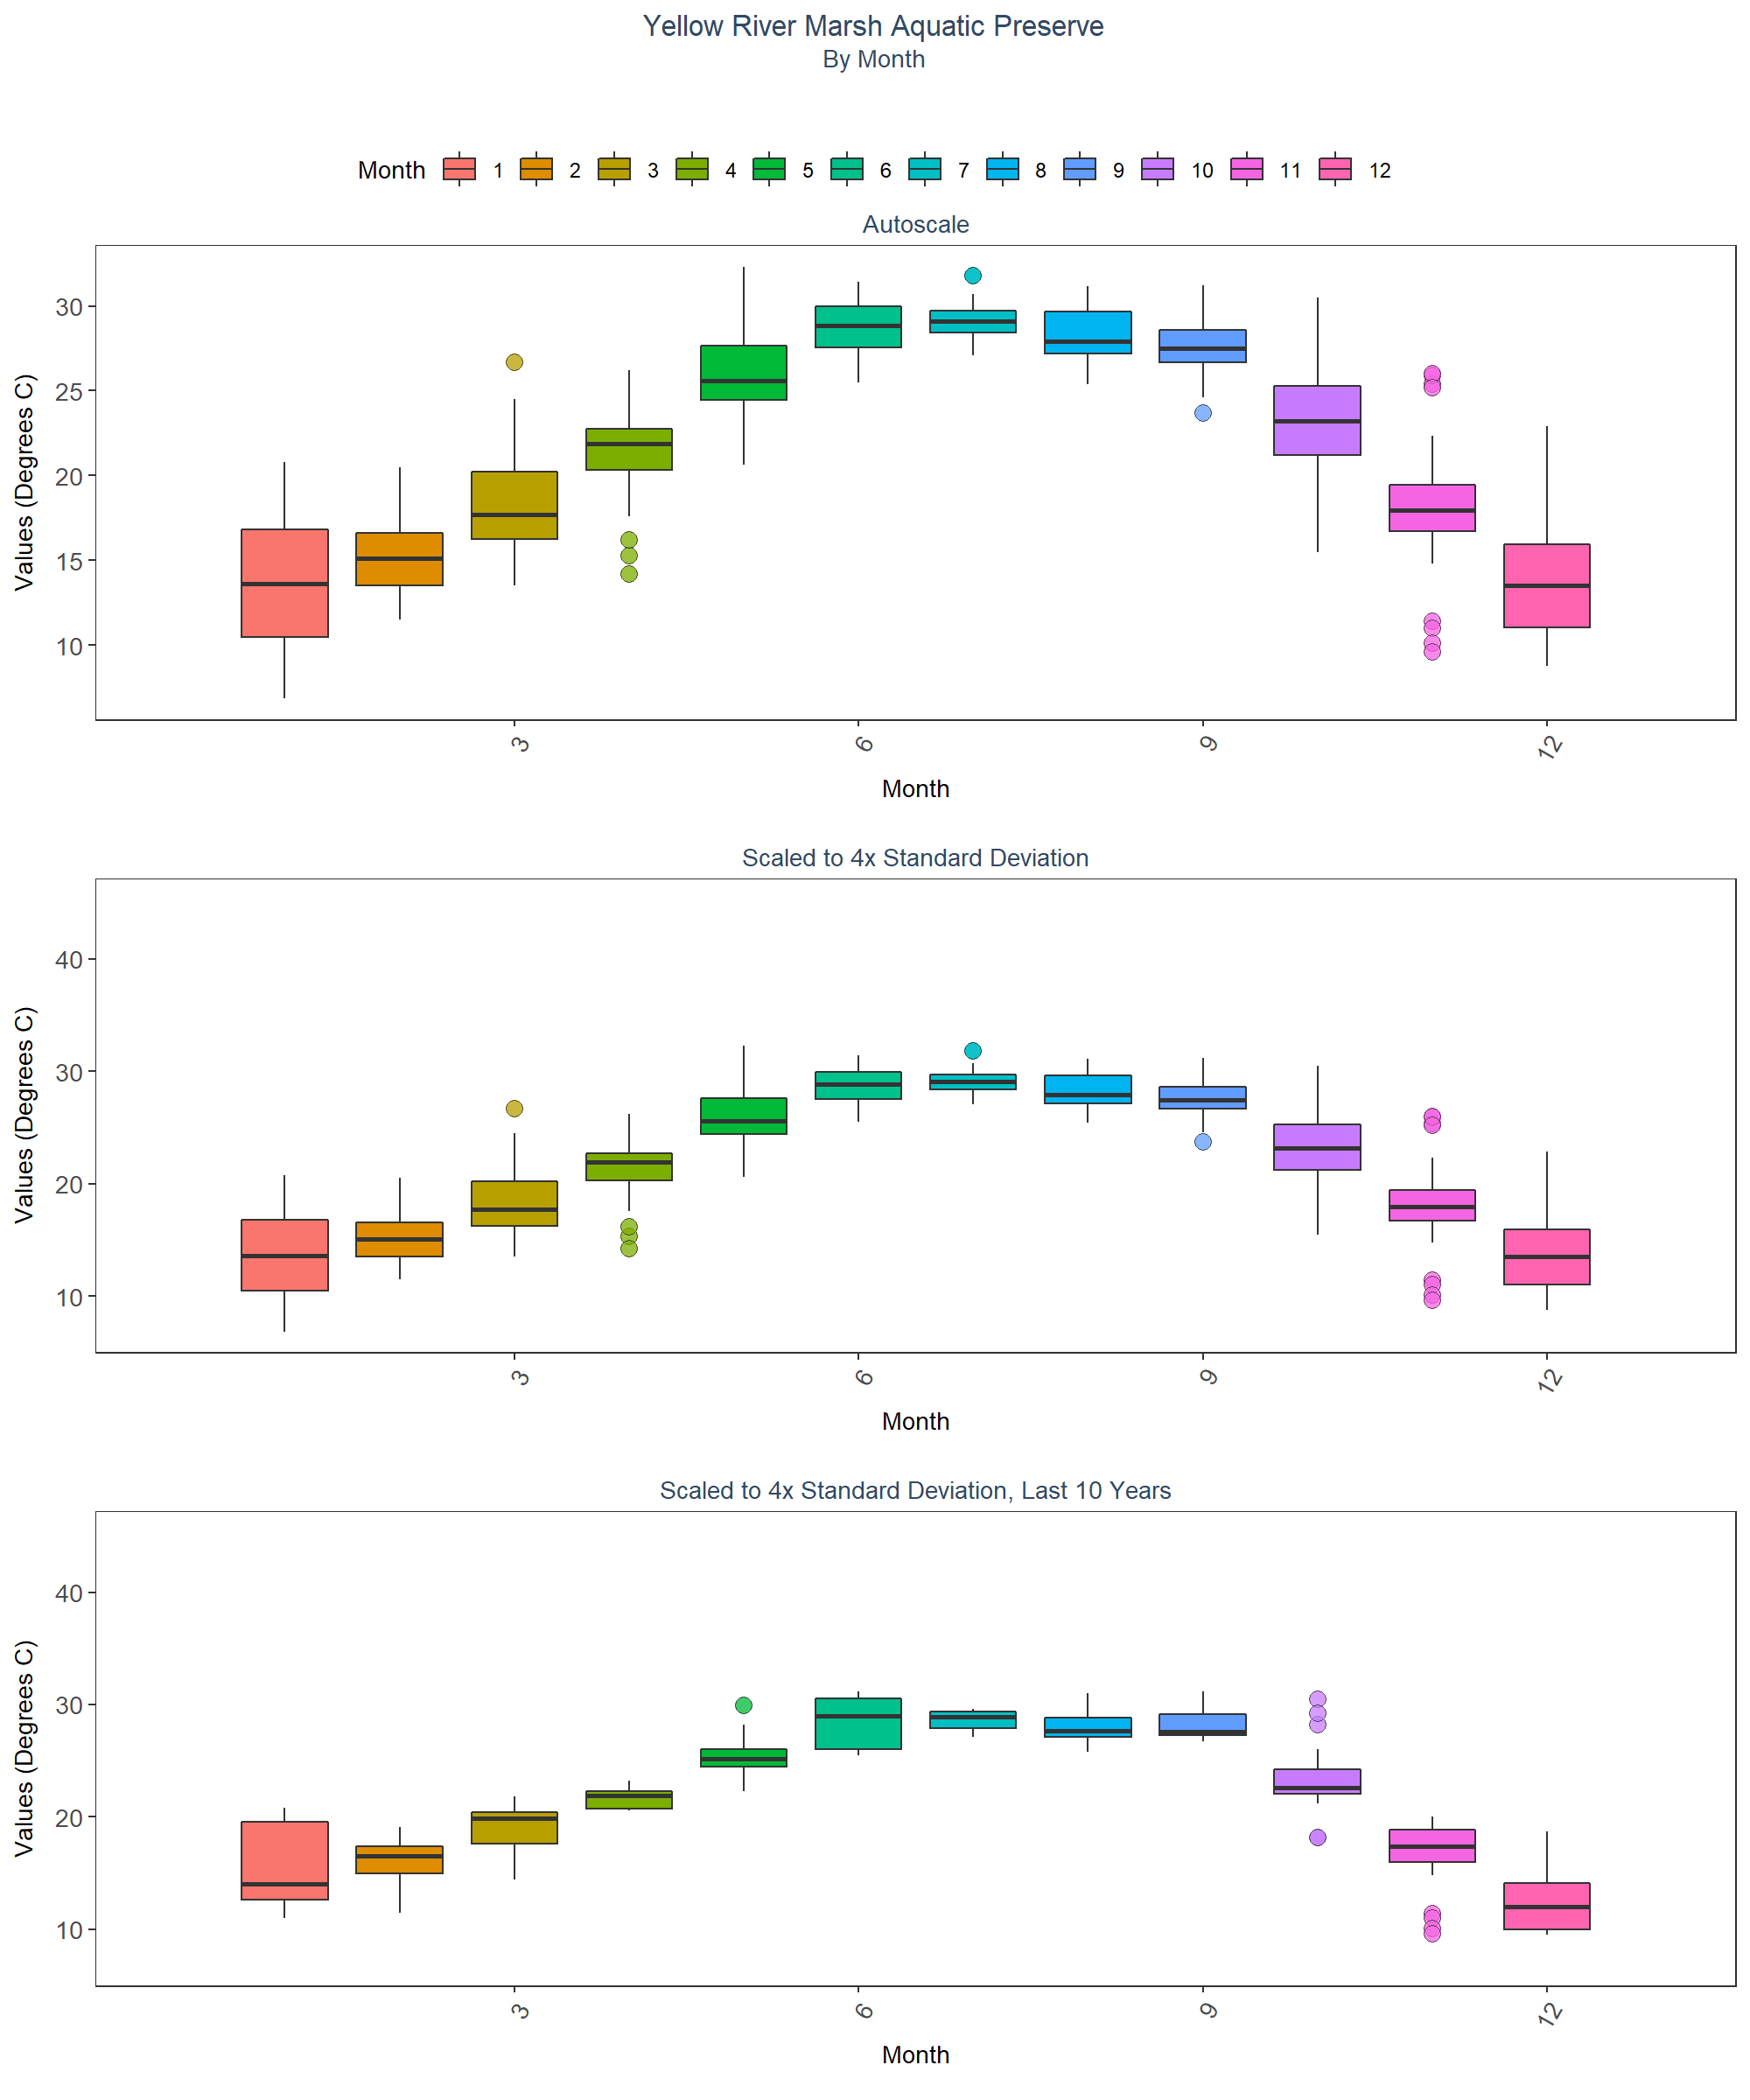 Yellow River Marsh Aquatic Preserve
By Month
Month 1 2 3 4 5 6 7 8 9 10 11 12
Autoscale
Values (Degrees C)
30
25
20
15
10
3 6 9 12
Month
Scaled to 4x Standard Deviation
Values (Degrees C)
40
30
20
10
3 6 9 12
Month
Scaled to 4x Standard Deviation, Last 10 Years
Values (Degrees C)
40
30
20
10
3 6 9 12
Month